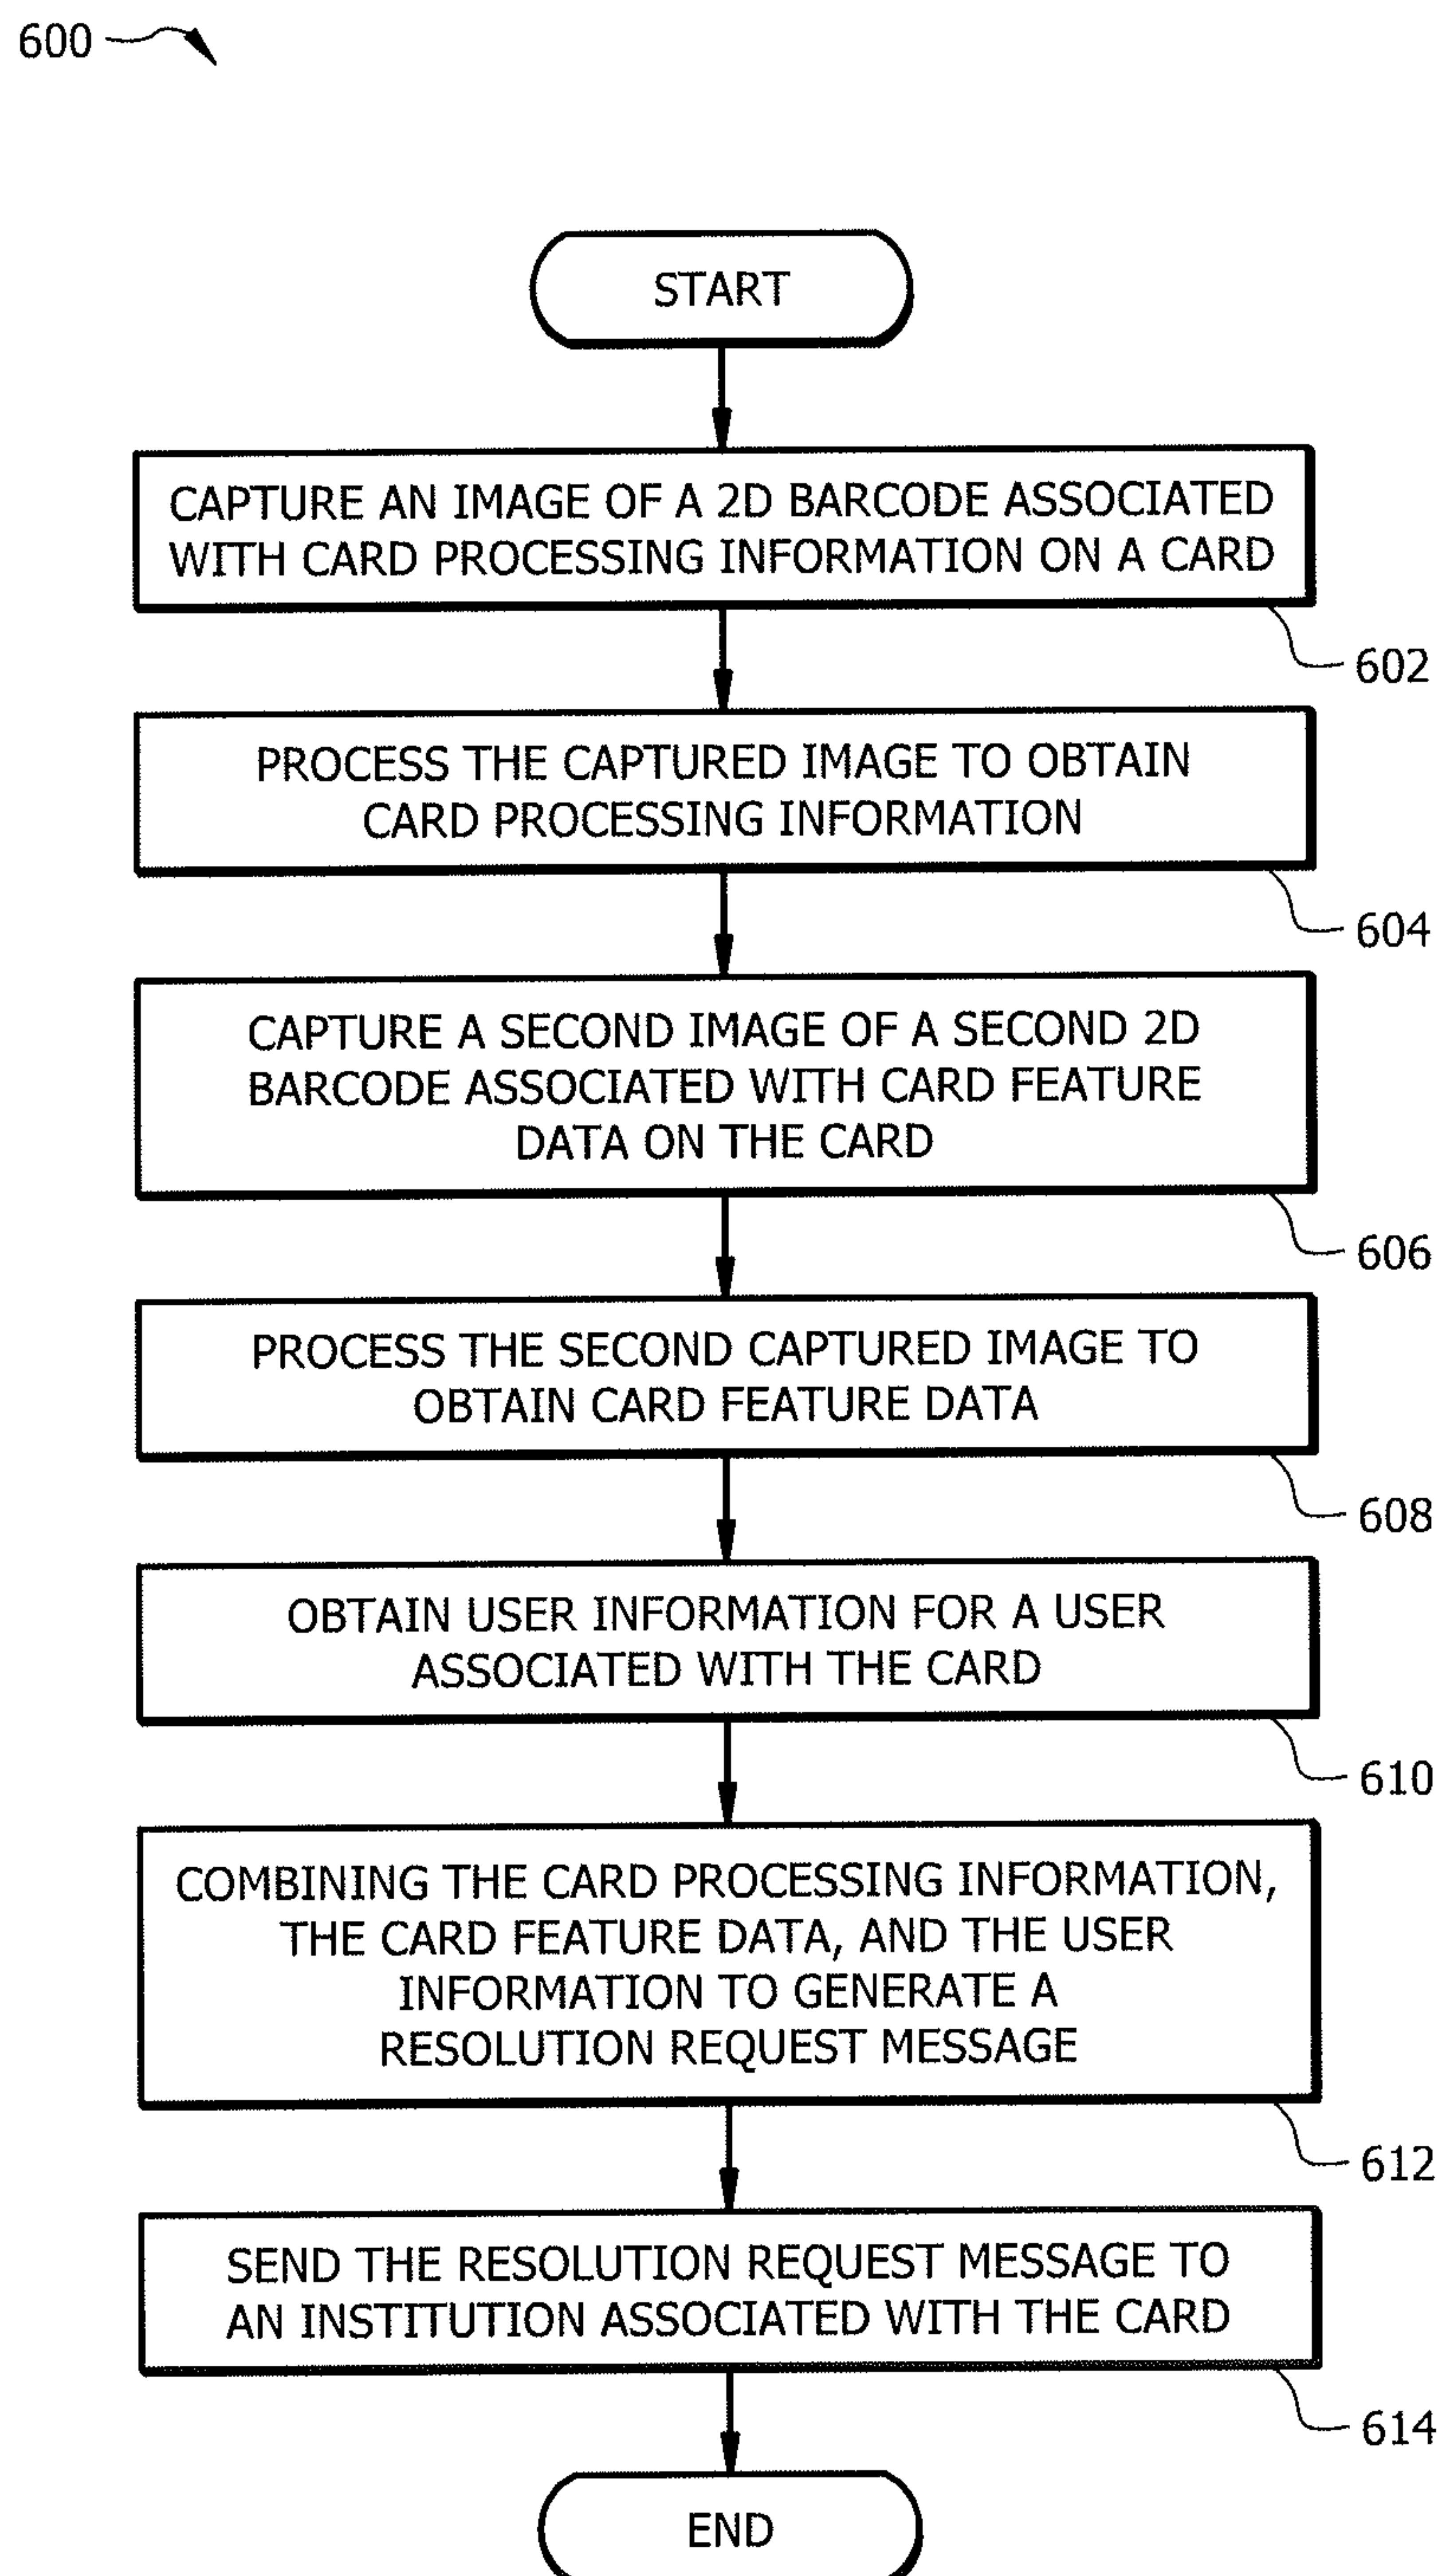 600
START
CAPTURE AN IMAGE OF A 2D BARCODE ASSOCIATED
WITH CARD PROCESSING INFORMATION ON A CARD
602
PROCESS THE CAPTURED IMAGE TO OBTAIN
CARD PROCESSING INFORMATION
604
CAPTURE A SECOND IMAGE OF A SECOND 2D
BARCODE ASSOCIATED WITH CARD FEATURE
DATA ON THE CARD
606
PROCESS THE SECOND CAPTURED IMAGE TO
OBTAIN CARD FEATURE DATA
608
OBTAIN USER INFORMATION FOR A USER
ASSOCIATED WITH THE CARD
610
COMBINING THE CARD PROCESSING INFORMATION,
THE CARD FEATURE DATA, AND THE USER
INFORMATION TO GENERATE A
RESOLUTION REQUEST MESSAGE
612
SEND THE RESOLUTION REQUEST MESSAGE TO
AN INSTITUTION ASSOCIATED WITH THE CARD
614
END